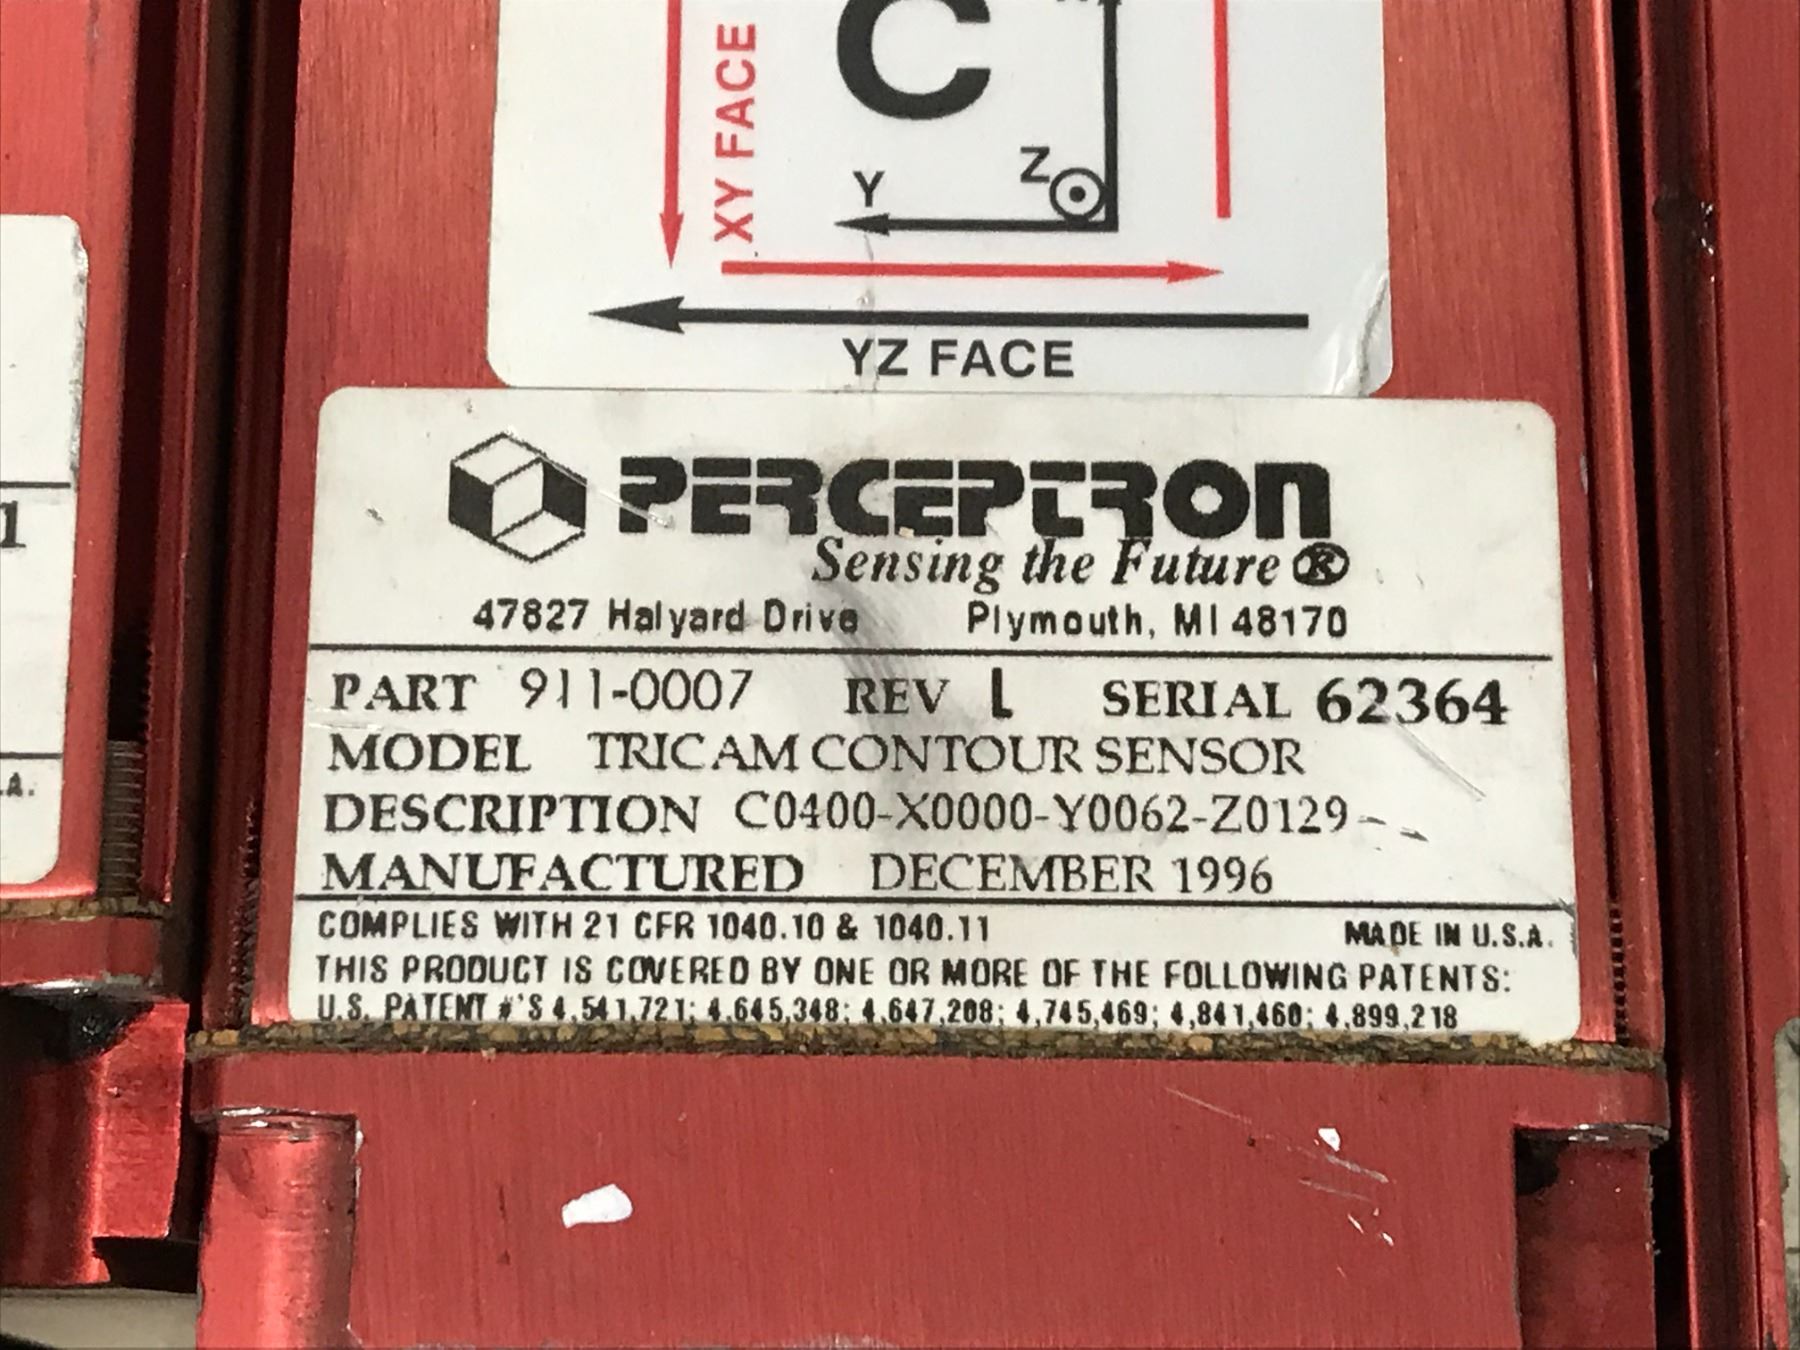 C
XY FACE
Z
Y
YZ FACE
PERCEPTRON
Sensing the Future ®
47827 Halyard Drive Plymouth, MI 48170
PART 911-0007 REV L SERIAL 62364
MODEL TRICAM CONTOUR SENSOR
DESCRIPTION C0400-X0000-Y0062-Z0129
MANUFACTURED DECEMBER 1996
COMPLIES WITH 21 CFR 1040.10 & 1040.11 MADE IN U.S.A.
THIS PRODUCT IS COVERED BY ONE OR MORE OF THE FOLLOWING PATENTS:
U.S. PATENT #'S 4,541,721; 4,645,348; 4,647,208; 4,745,469; 4,841,460; 4,899,218
1
.A.